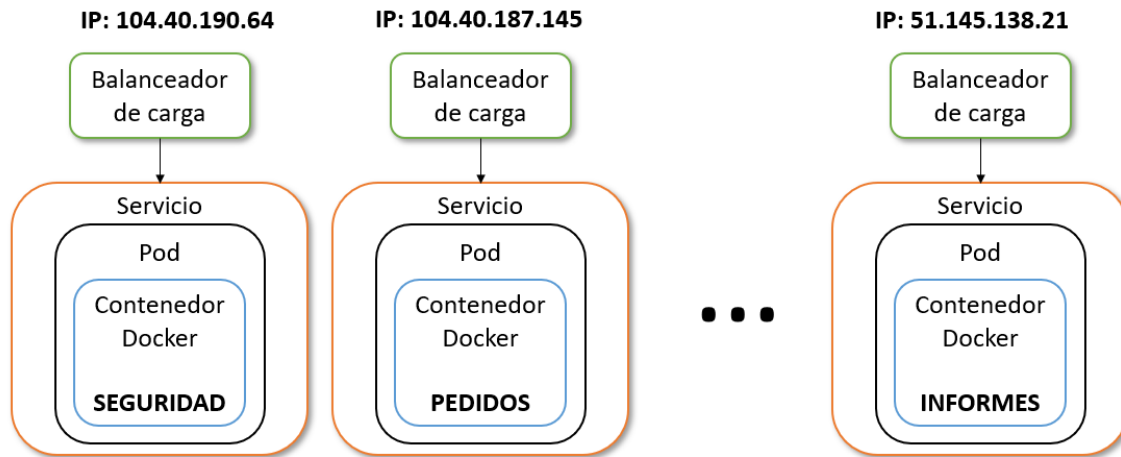 IP: 104.40.190.64
Balanceador
de carga
Servicio
Pod
Contenedor
Docker
SEGURIDAD
IP: 104.40.187.145
Balanceador
de carga
Servicio
Pod
Contenedor
Docker
PEDIDOS
...
IP: 51.145.138.21
Balanceador
de carga
Servicio
Pod
Contenedor
Docker
INFORMES